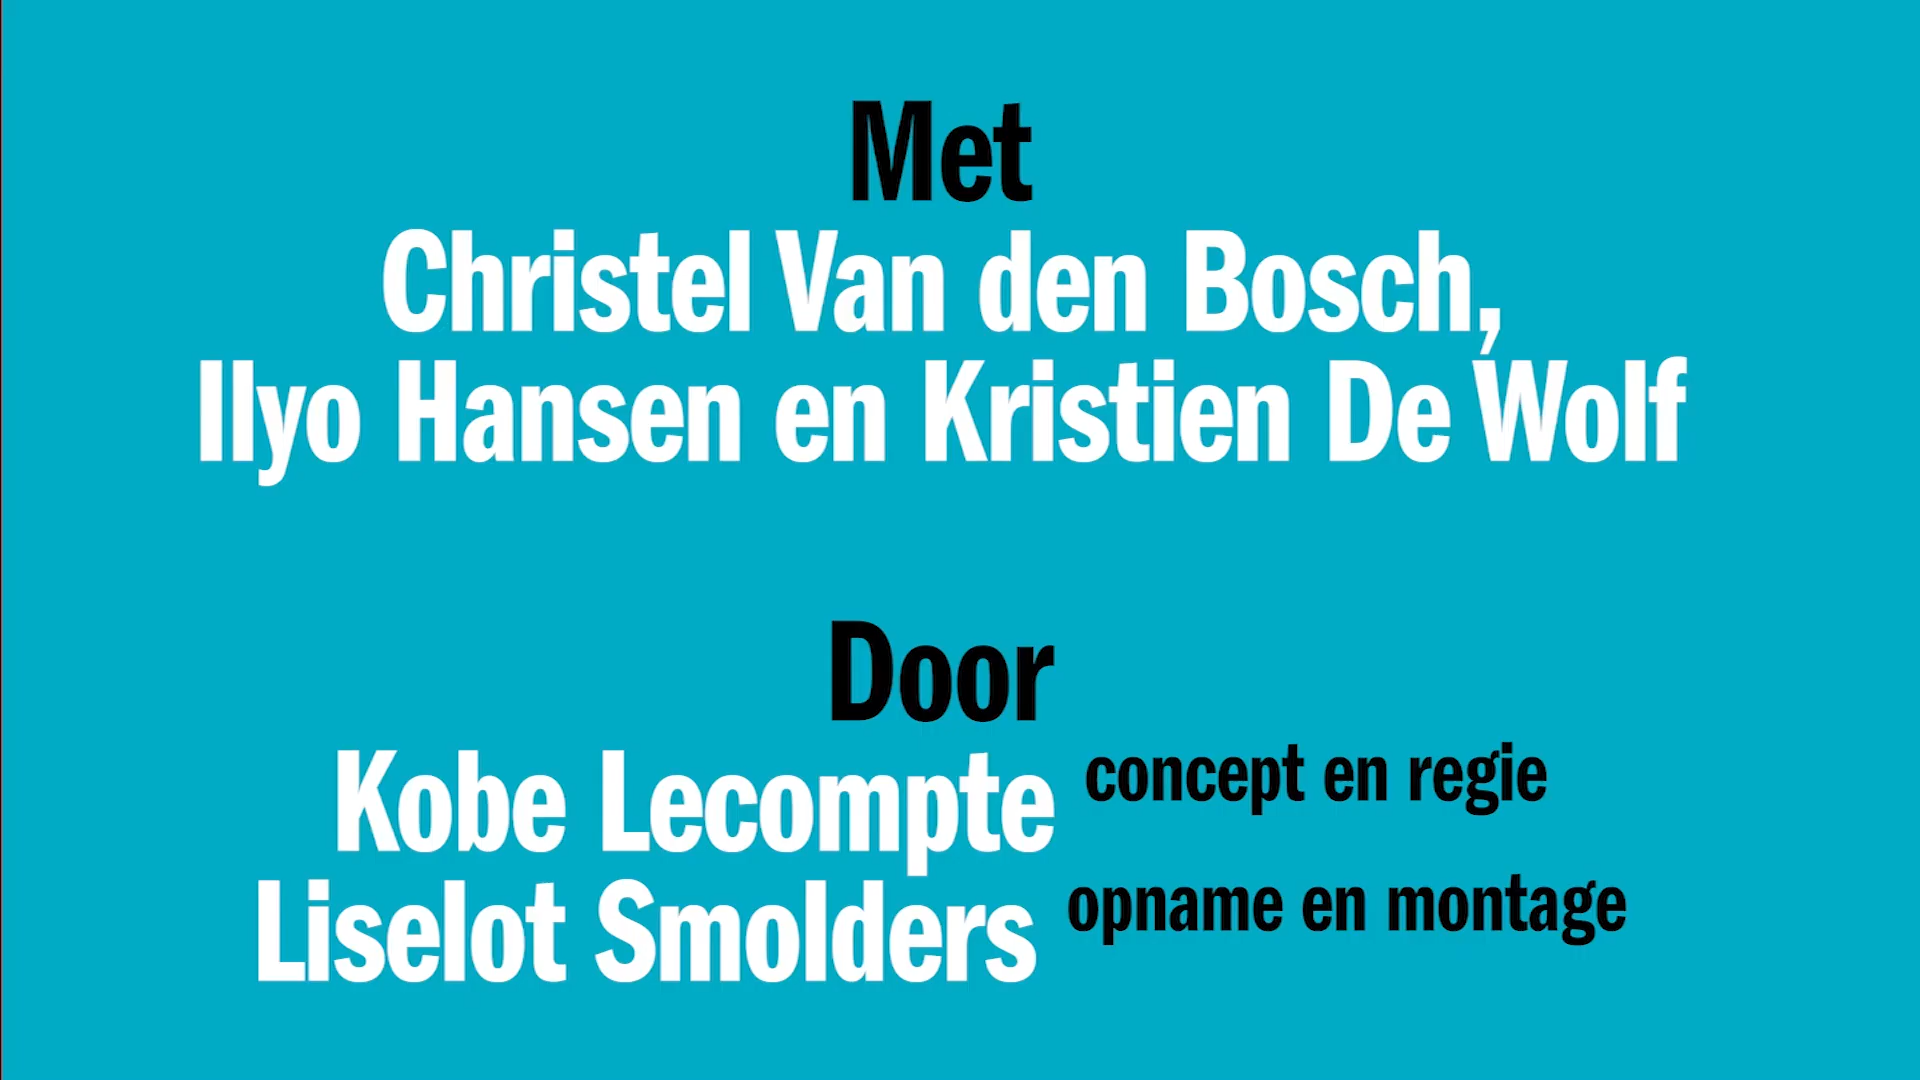 Met
Christel Van den Bosch,
Ilyo Hansen en Kristien De Wolf
Door
Kobe Lecompte concept en regie
Liselot Smolders opname en montage